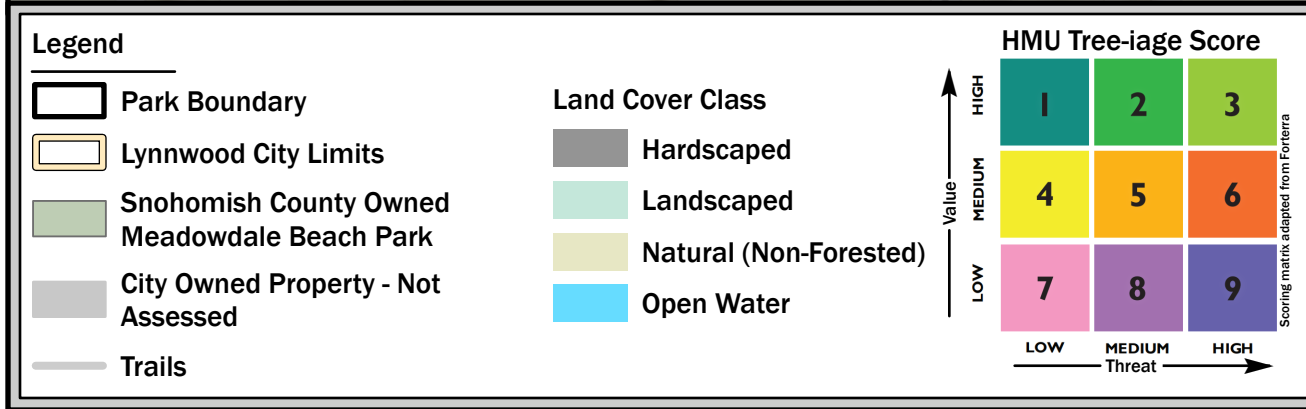 Legend
Park Boundary
Lynnwood City Limits
Snohomish County Owned
Meadowdale Beach Park
City Owned Property - Not
Assessed
Trails
Land Cover Class
Hardscaped
Landscaped
Natural (Non-Forested)
Open Water
HMU Tree-iage Score
Value
HIGH
1
2
3
MEDIUM
4
5
6
LOW
7
8
9
LOW
MEDIUM
HIGH
Threat
Scoring matrix adapted from Forterra